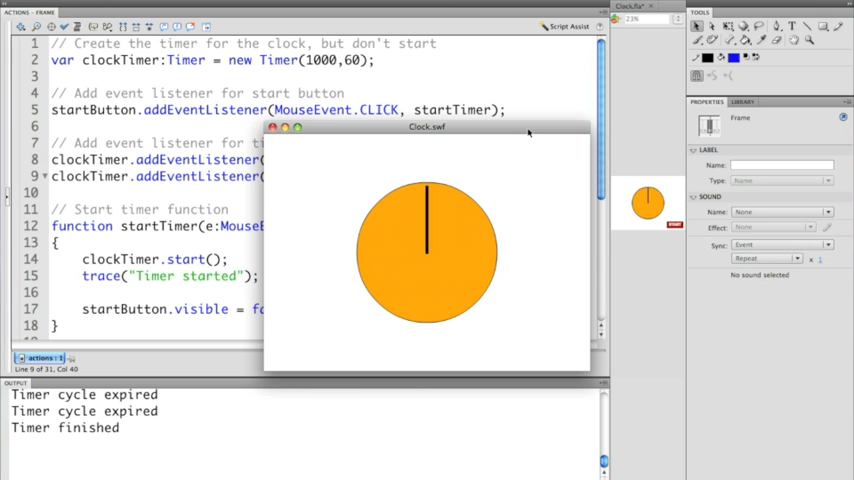 ACTIONS - FRAME
Script Assist
1 // Create the timer for the clock, but don't start
2 var clockTimer:Timer = new Timer(1000,60);
3
4 // Add event listener for start button
5 startButton.addEventListener(MouseEvent.CLICK, startTimer);
6
7 // Add event listener for ti
8 clockTimer.addEventListener(
9 clockTimer.addEventListener(
10
11 // Start timer function
12 function startTimer(e:MouseE
13 {
14 clockTimer.start();
15 trace("Timer started");
16
17 startButton.visible = fa
18 }
actions : 1
Line 9 of 31, Col 40
OUTPUT
Timer cycle expired
Timer cycle expired
Timer finished
Clock.swf
Clock.fla*
23%
START
TOOLS
PROPERTIES LIBRARY
Frame
LABEL
Name:
Type: Name
SOUND
Name: None
Effect: None
Sync: Event
Repeat x 1
No sound selected